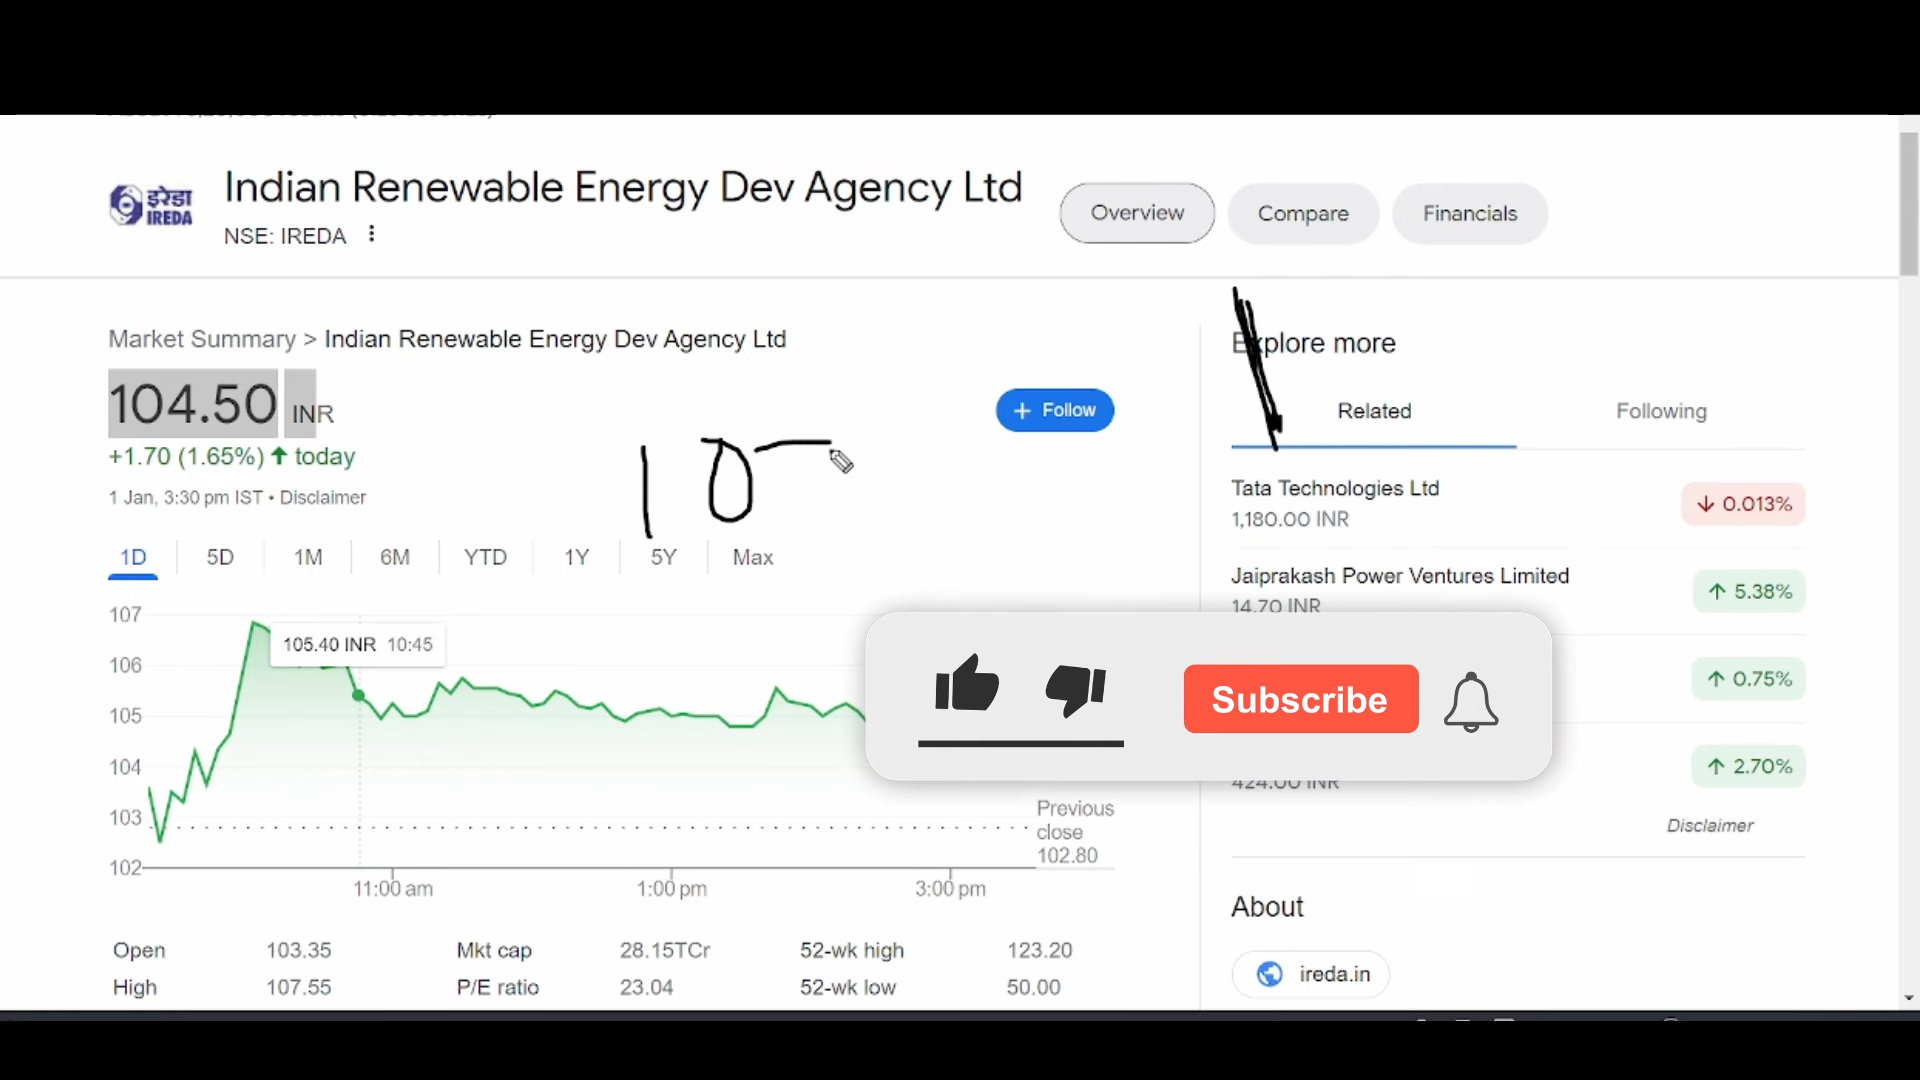 Indian Renewable Energy Dev Agency Ltd
इरेडा
IREDA
NSE: IREDA
Overview
Compare
Financials
Market Summary > Indian Renewable Energy Dev Agency Ltd
104.50 INR
+1.70 (1.65%) ↑ today
1 Jan, 3:30 pm IST • Disclaimer
+ Follow
10
1D 5D 1M 6M YTD 1Y 5Y Max
107
106
105
104
103
102
105.40 INR 10:45
Previous
close
102.80
11:00 am 1:00 pm 3:00 pm
Open 103.35 Mkt cap 28.15TCr 52-wk high 123.20
High 107.55 P/E ratio 23.04 52-wk low 50.00
Explore more
Related Following
Tata Technologies Ltd
1,180.00 INR
↓ 0.013%
Jaiprakash Power Ventures Limited
14.70 INR
↑ 5.38%
↑ 0.75%
424.00 INR
↑ 2.70%
Disclaimer
Subscribe
About
ireda.in